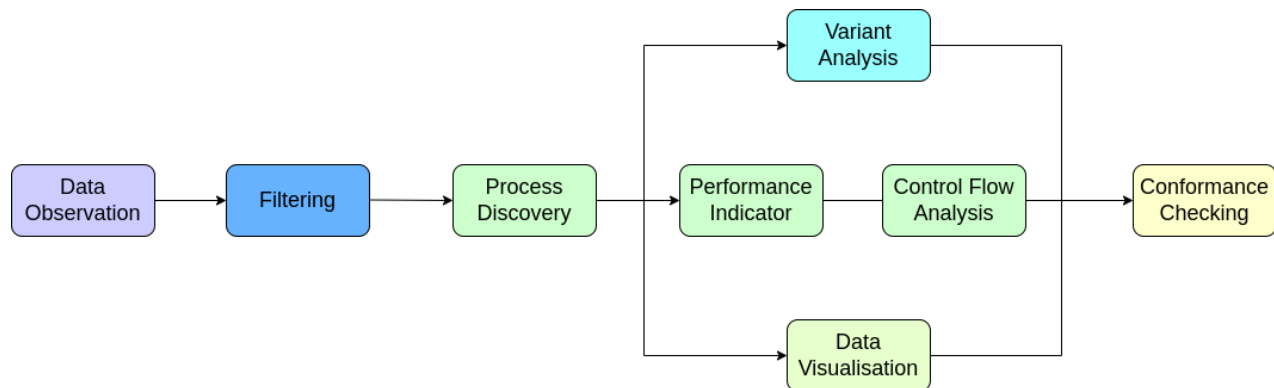 Variant
Analysis
Data
Observation
Filtering
Process
Discovery
Performance
Indicator
Control Flow
Analysis
Conformance
Checking
Data
Visualisation